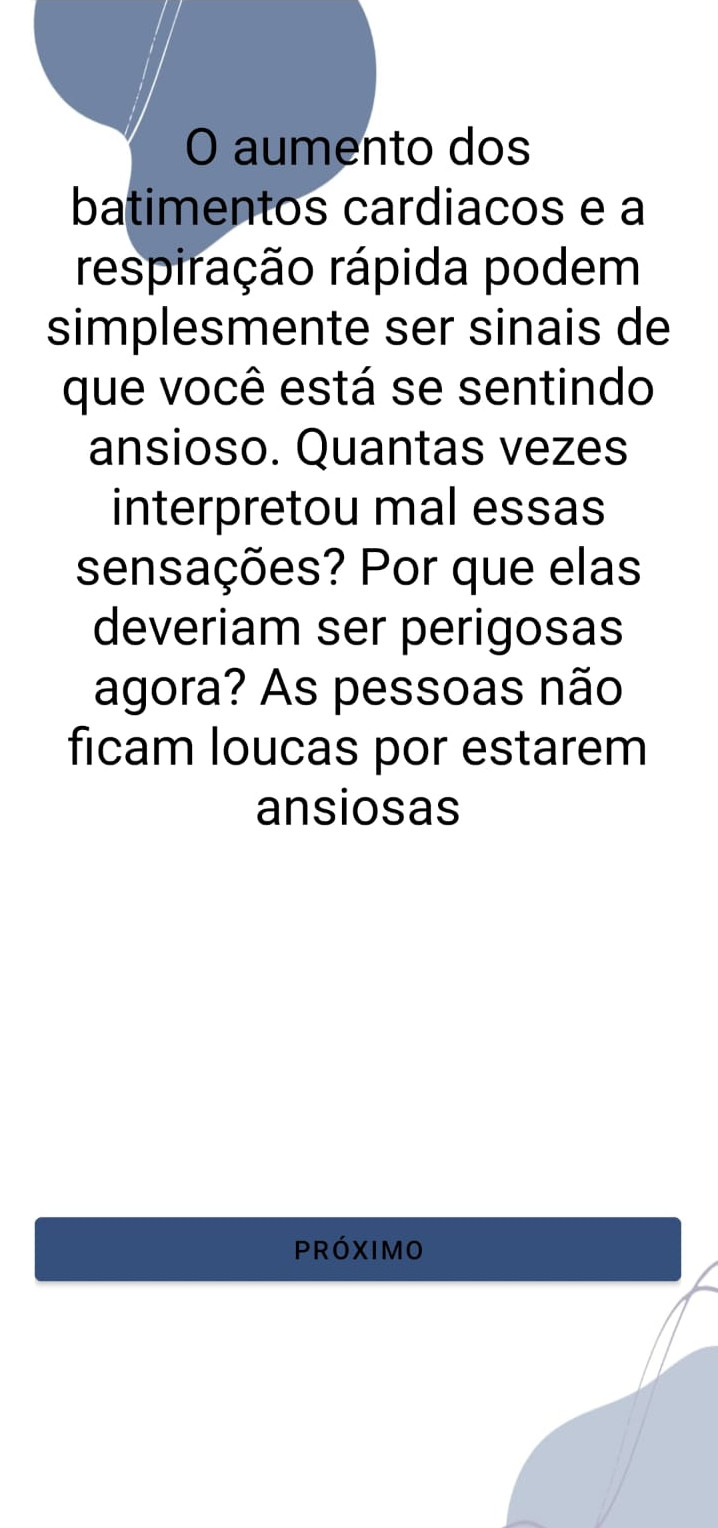 O aumento dos
batimentos cardiacos e a
respiração rápida podem
simplesmente ser sinais de
que você está se sentindo
ansioso. Quantas vezes
interpretou mal essas
sensações? Por que elas
deveriam ser perigosas
agora? As pessoas não
ficam loucas por estarem
ansiosas
PRÓXIMO